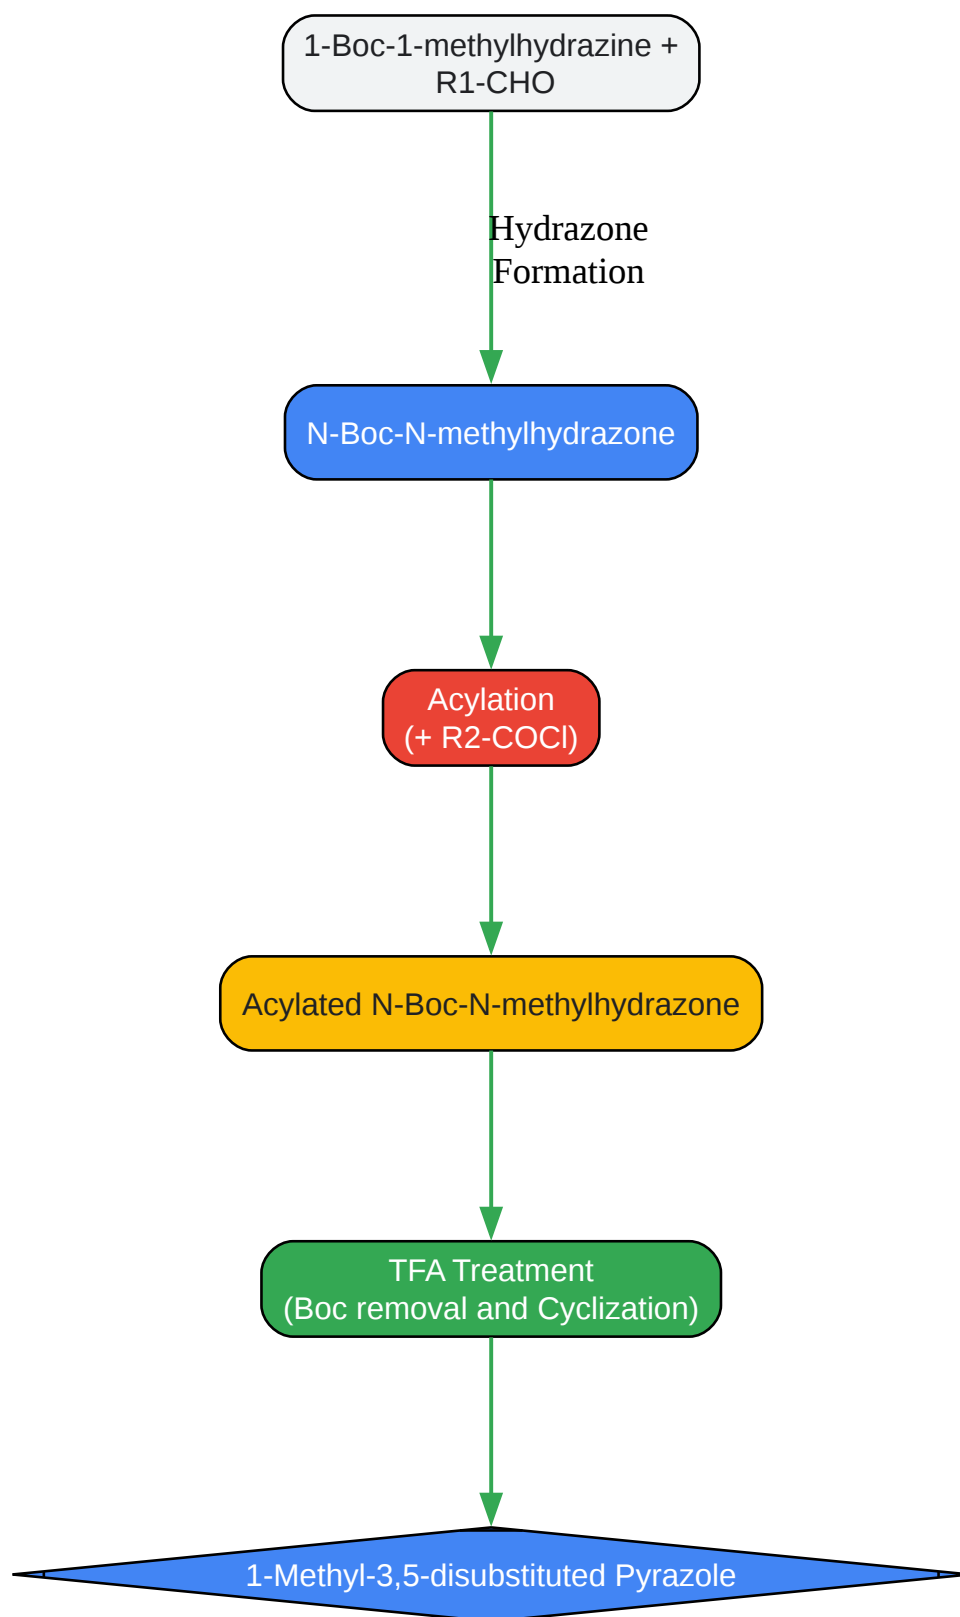 1-Boc-1-methylhydrazine +
R1-CHO
Hydrazone
Formation
N-Boc-N-methylhydrazone
Acylation
(+ R2-COCl)
Acylated N-Boc-N-methylhydrazone
TFA Treatment
(Boc removal and Cyclization)
1-Methyl-3,5-disubstituted Pyrazole